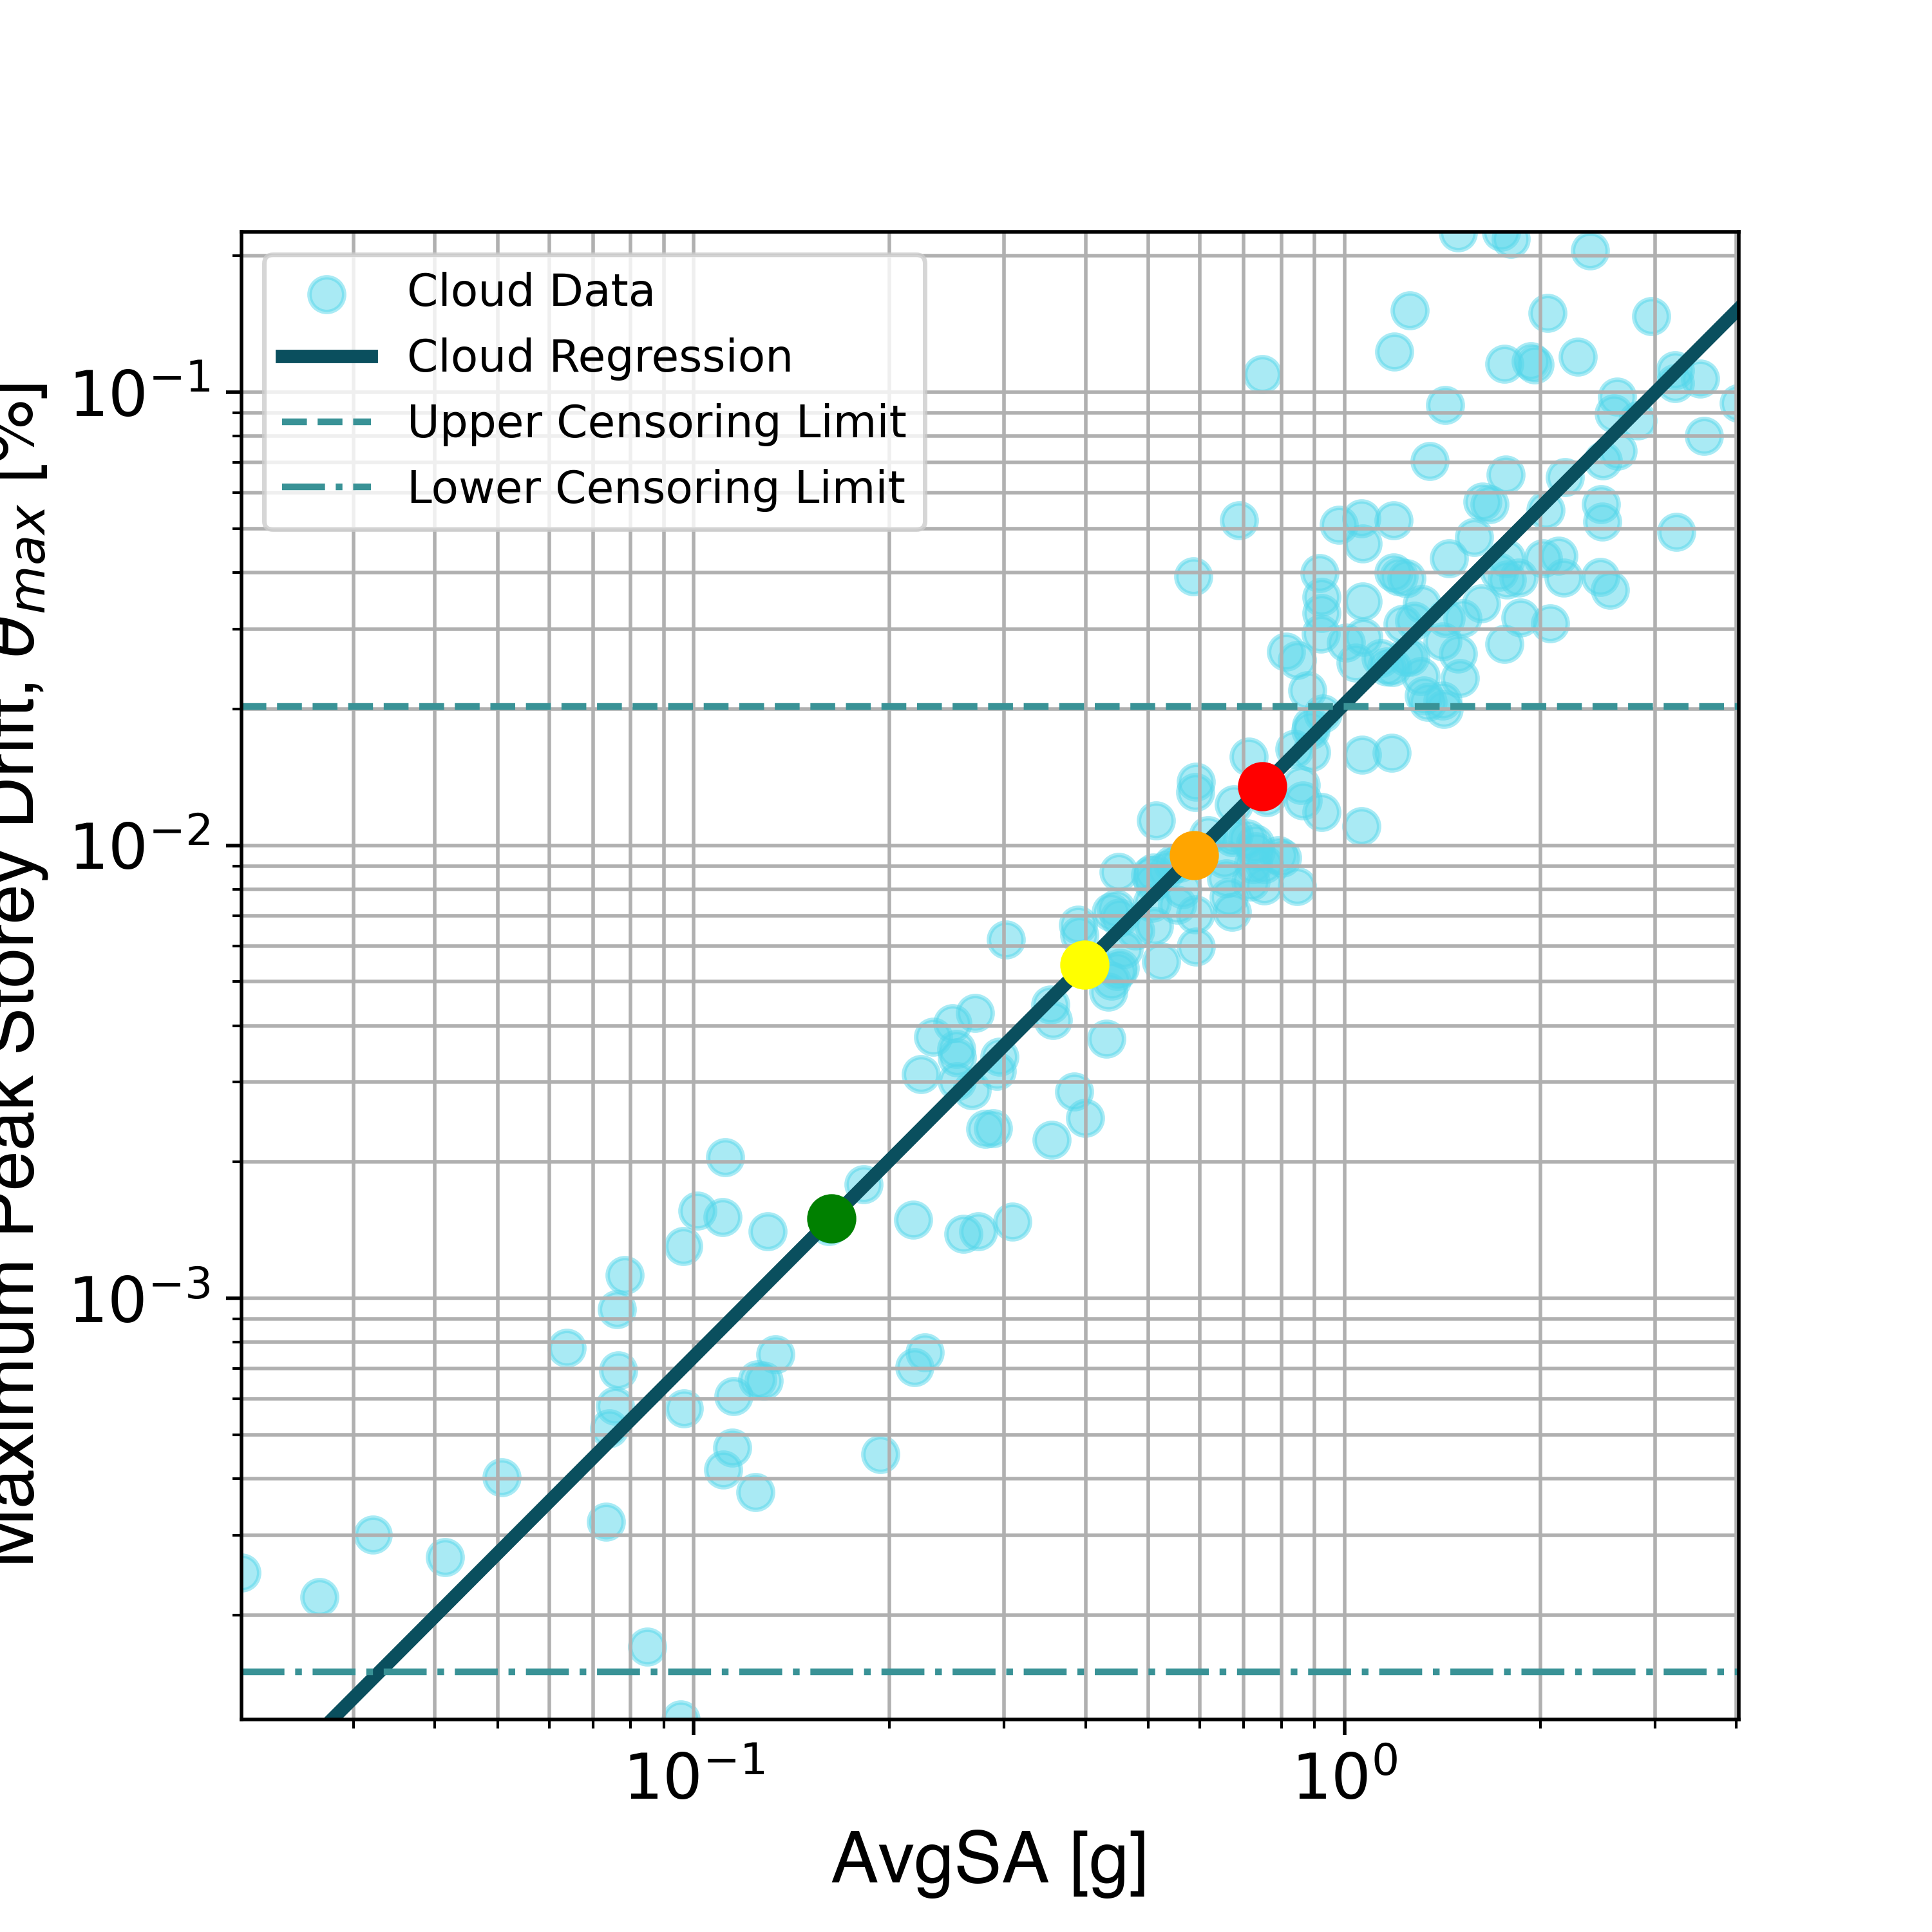 Cloud Data
Cloud Regression
Upper Censoring Limit
Lower Censoring Limit
Maximum Peak Storey Drift, θ_max [%]
10⁻¹
10⁻²
10⁻³
10⁻¹
10⁰
AvgSA [g]